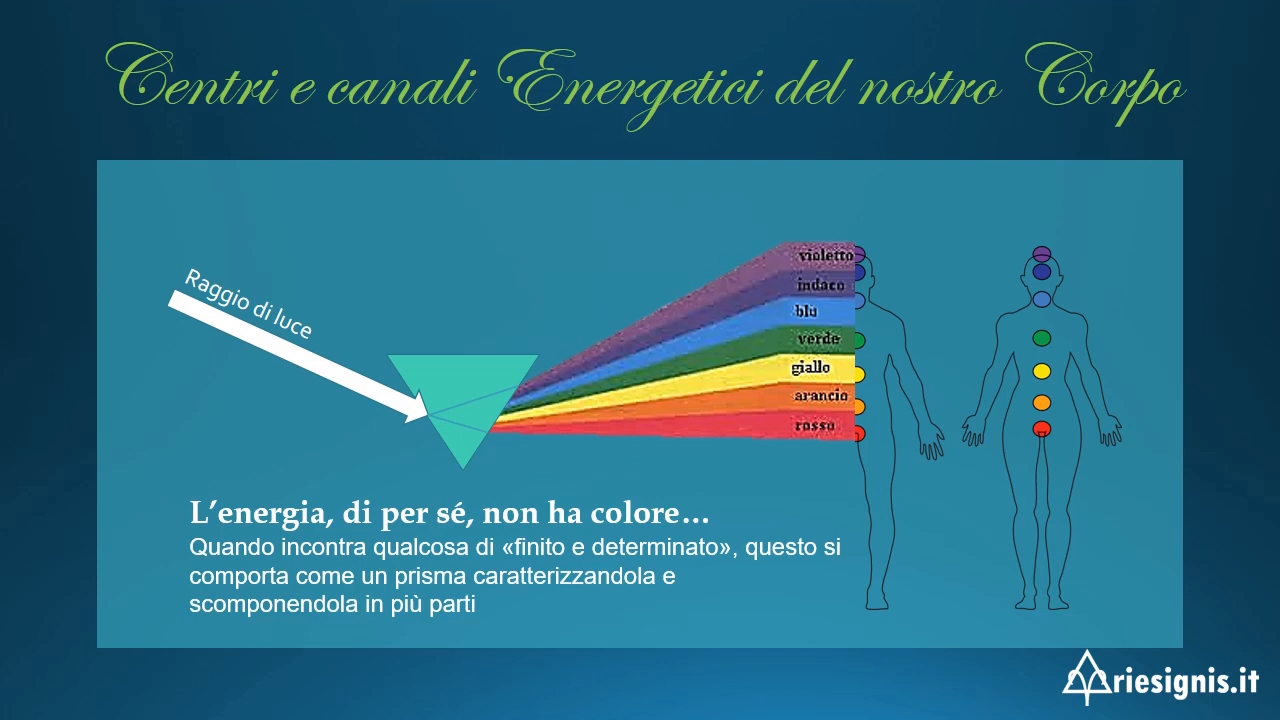 Centri e canali Energetici del nostro Corpo
Raggio di luce
violetto
indaco
blu
verde
giallo
arancio
rosso
L’energia, di per sé, non ha colore…
Quando incontra qualcosa di «finito e determinato», questo si
comporta come un prisma caratterizzandola e
scomponendola in più parti
Ariesignis.it